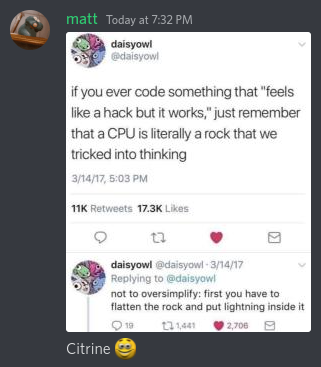 matt Today at 7:32 PM
daisyowl
@daisyowl
if you ever code something that "feels
like a hack but it works," just remember
that a CPU is literally a rock that we
tricked into thinking
3/14/17, 5:03 PM
11K Retweets 17.3K Likes
daisyowl @daisyowl · 3/14/17
Replying to @daisyowl
not to oversimplify: first you have to
flatten the rock and put lightning inside it
19 1,441 2,706
Citrine